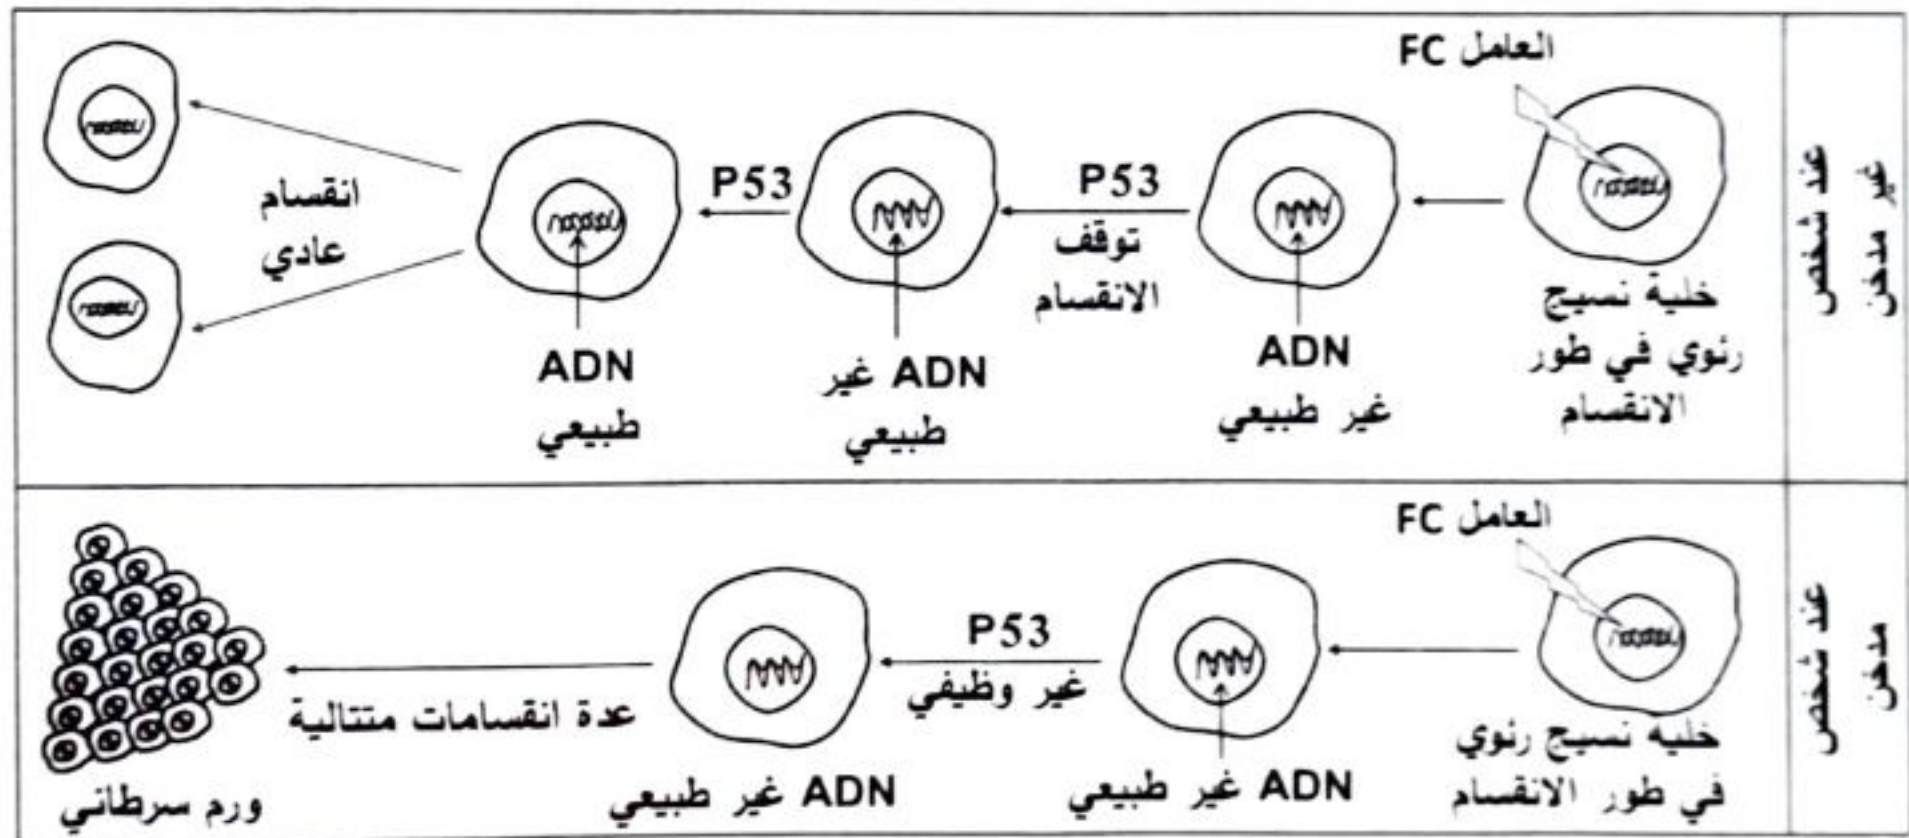 عند شخص
غير مدخن
العامل FC
خلية نسيج
رئوي في طور
الانقسام
ADN
غير طبيعي
P53
توقف
الانقسام
ADN غير
طبيعي
P53
ADN
طبيعي
انقسام
عادي
عند شخص
مدخن
العامل FC
خلية نسيج رئوي
في طور الانقسام
ADN غير طبيعي
P53
غير وظيفي
ADN غير طبيعي
عدة انقسامات متتالية
ورم سرطاني